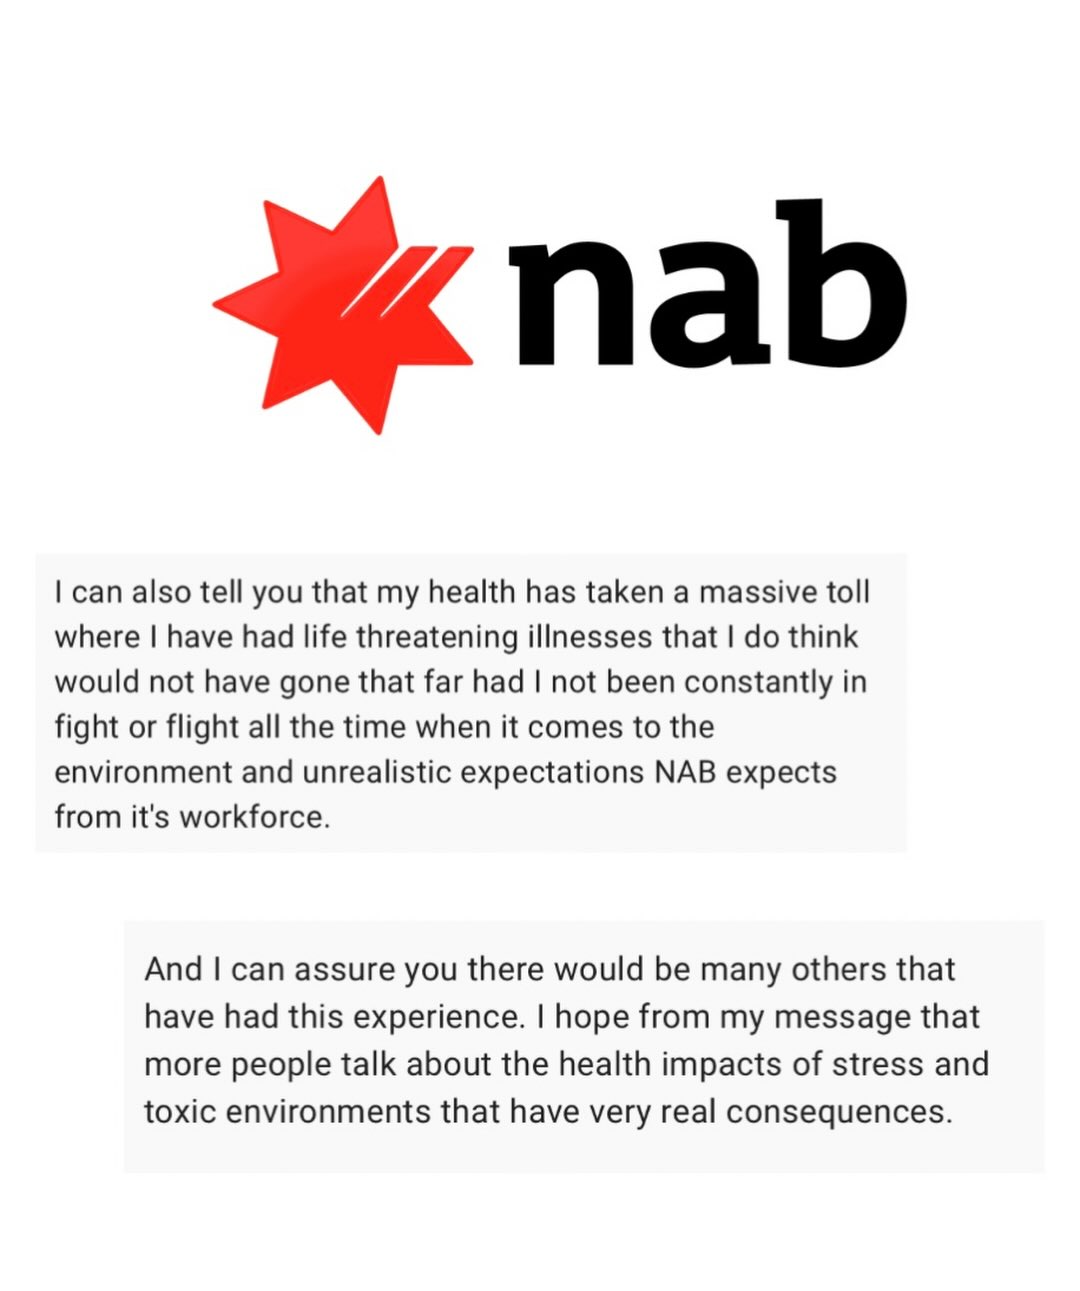 nab
I can also tell you that my health has taken a massive toll
where I have had life threatening illnesses that I do think
would not have gone that far had I not been constantly in
fight or flight all the time when it comes to the
environment and unrealistic expectations NAB expects
from it's workforce.
And I can assure you there would be many others that
have had this experience. I hope from my message that
more people talk about the health impacts of stress and
toxic environments that have very real consequences.